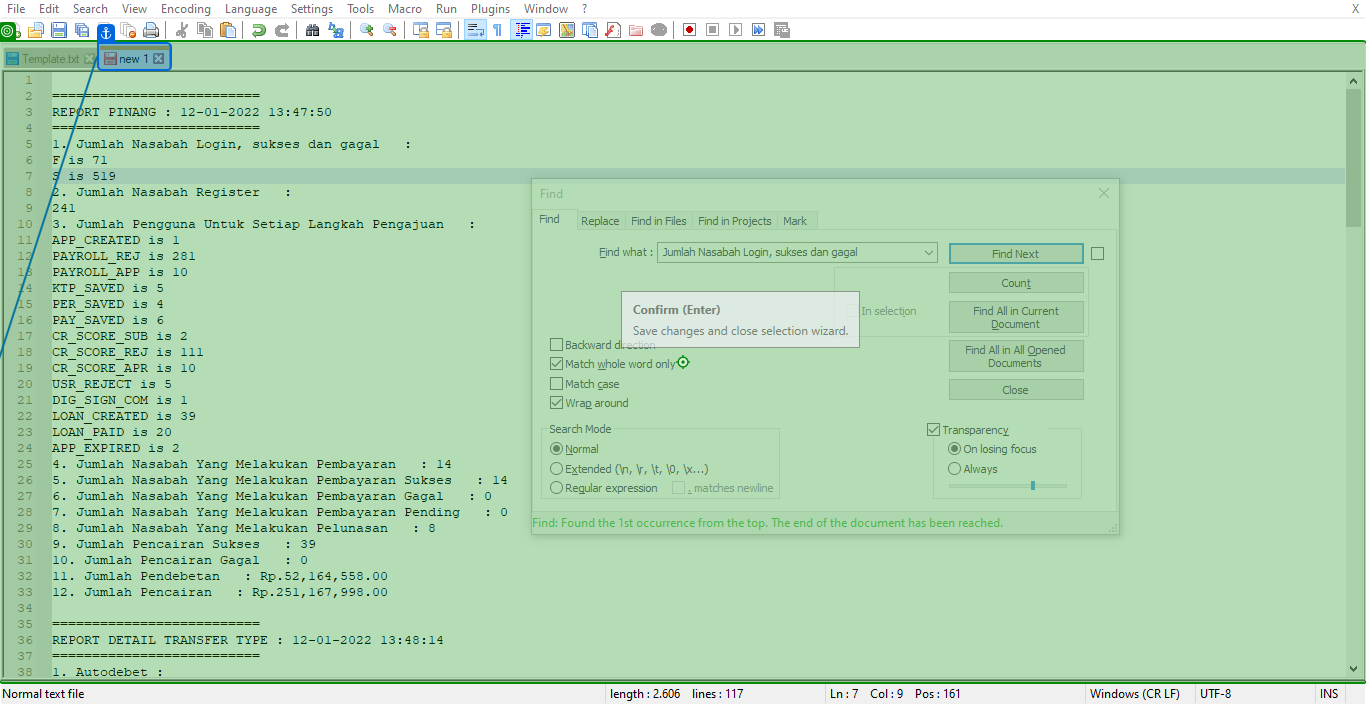 File Edit Search View Encoding Language Settings Tools Macro Run Plugins Window ? X
Template.txt new 1
1
2 ==========================
3 REPORT PINANG : 12-01-2022 13:47:50
4 ==========================
5 1. Jumlah Nasabah Login, sukses dan gagal :
6 F is 71
7 S is 519
8 2. Jumlah Nasabah Register :
9 241
10 3. Jumlah Pengguna Untuk Setiap Langkah Pengajuan :
11 APP_CREATED is 1
12 PAYROLL_REJ is 281
13 PAYROLL_APP is 10
14 KTP_SAVED is 5
15 PER_SAVED is 4
16 PAY_SAVED is 6
17 CR_SCORE_SUB is 2
18 CR_SCORE_REJ is 111
19 CR_SCORE_APR is 10
20 USR_REJECT is 5
21 DIG_SIGN_COM is 1
22 LOAN_CREATED is 39
23 LOAN_PAID is 20
24 APP_EXPIRED is 2
25 4. Jumlah Nasabah Yang Melakukan Pembayaran : 14
26 5. Jumlah Nasabah Yang Melakukan Pembayaran Sukses : 14
27 6. Jumlah Nasabah Yang Melakukan Pembayaran Gagal : 0
28 7. Jumlah Nasabah Yang Melakukan Pembayaran Pending : 0
29 8. Jumlah Nasabah Yang Melakukan Pelunasan : 8
30 9. Jumlah Pencairan Sukses : 39
31 10. Jumlah Pencairan Gagal : 0
32 11. Jumlah Pendebetan : Rp.52,164,558.00
33 12. Jumlah Pencairan : Rp.251,167,998.00
34
35 ==========================
36 REPORT DETAIL TRANSFER TYPE : 12-01-2022 13:48:14
37 ==========================
38 1. Autodebet :
Find
Find Replace Find in Files Find in Projects Mark
Find what : Jumlah Nasabah Login, sukses dan gagal Find Next
Count
In selection Find All in Current
Document
Confirm (Enter)
Save changes and close selection wizard.
Backward direction Find All in All Opened
Documents
Match whole word only
Match case Close
Wrap around
Search Mode Transparency
Normal On losing focus
Extended (\n, \r, \t, \0, \x...) Always
Regular expression . matches newline
Find: Found the 1st occurrence from the top. The end of the document has been reached.
Normal text file length : 2.606 lines : 117 Ln : 7 Col : 9 Pos : 161 Windows (CR LF) UTF-8 INS